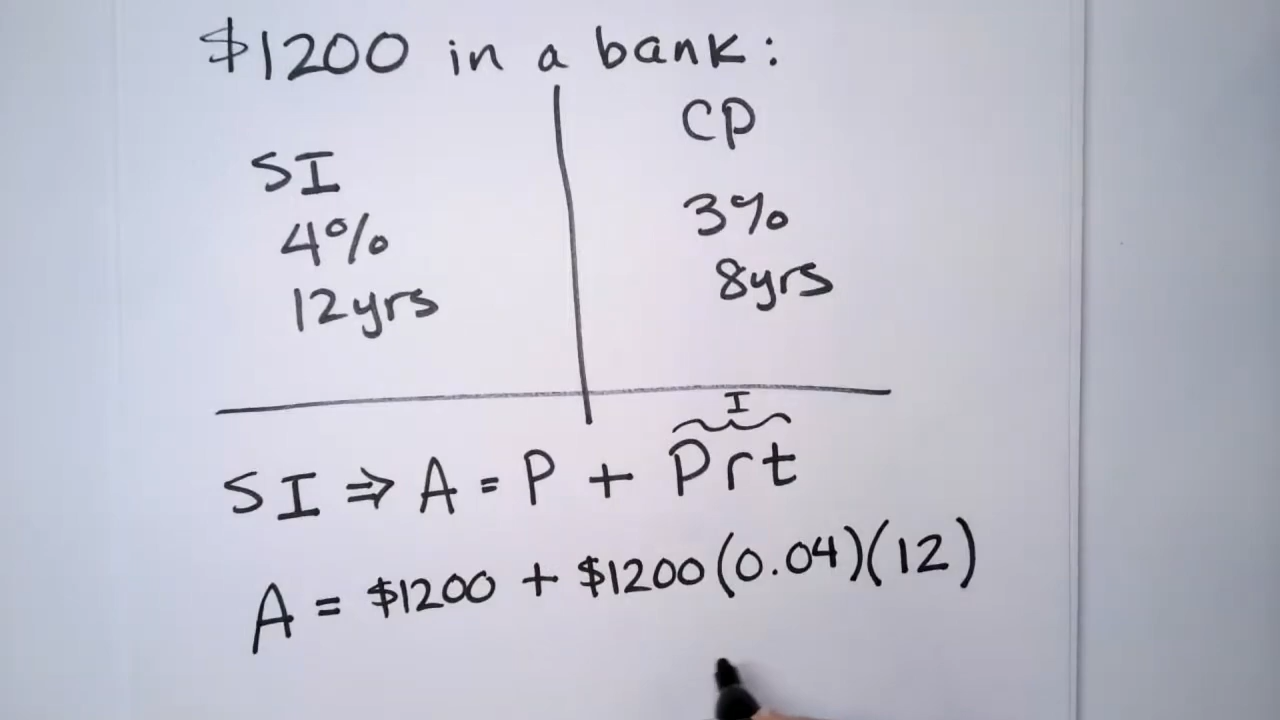 $1200 in a bank:
SI
4%
12yrs
CP
3%
8yrs
I
SI ⇒ A = P + Prt
A = $1200 + $1200(0.04)(12)